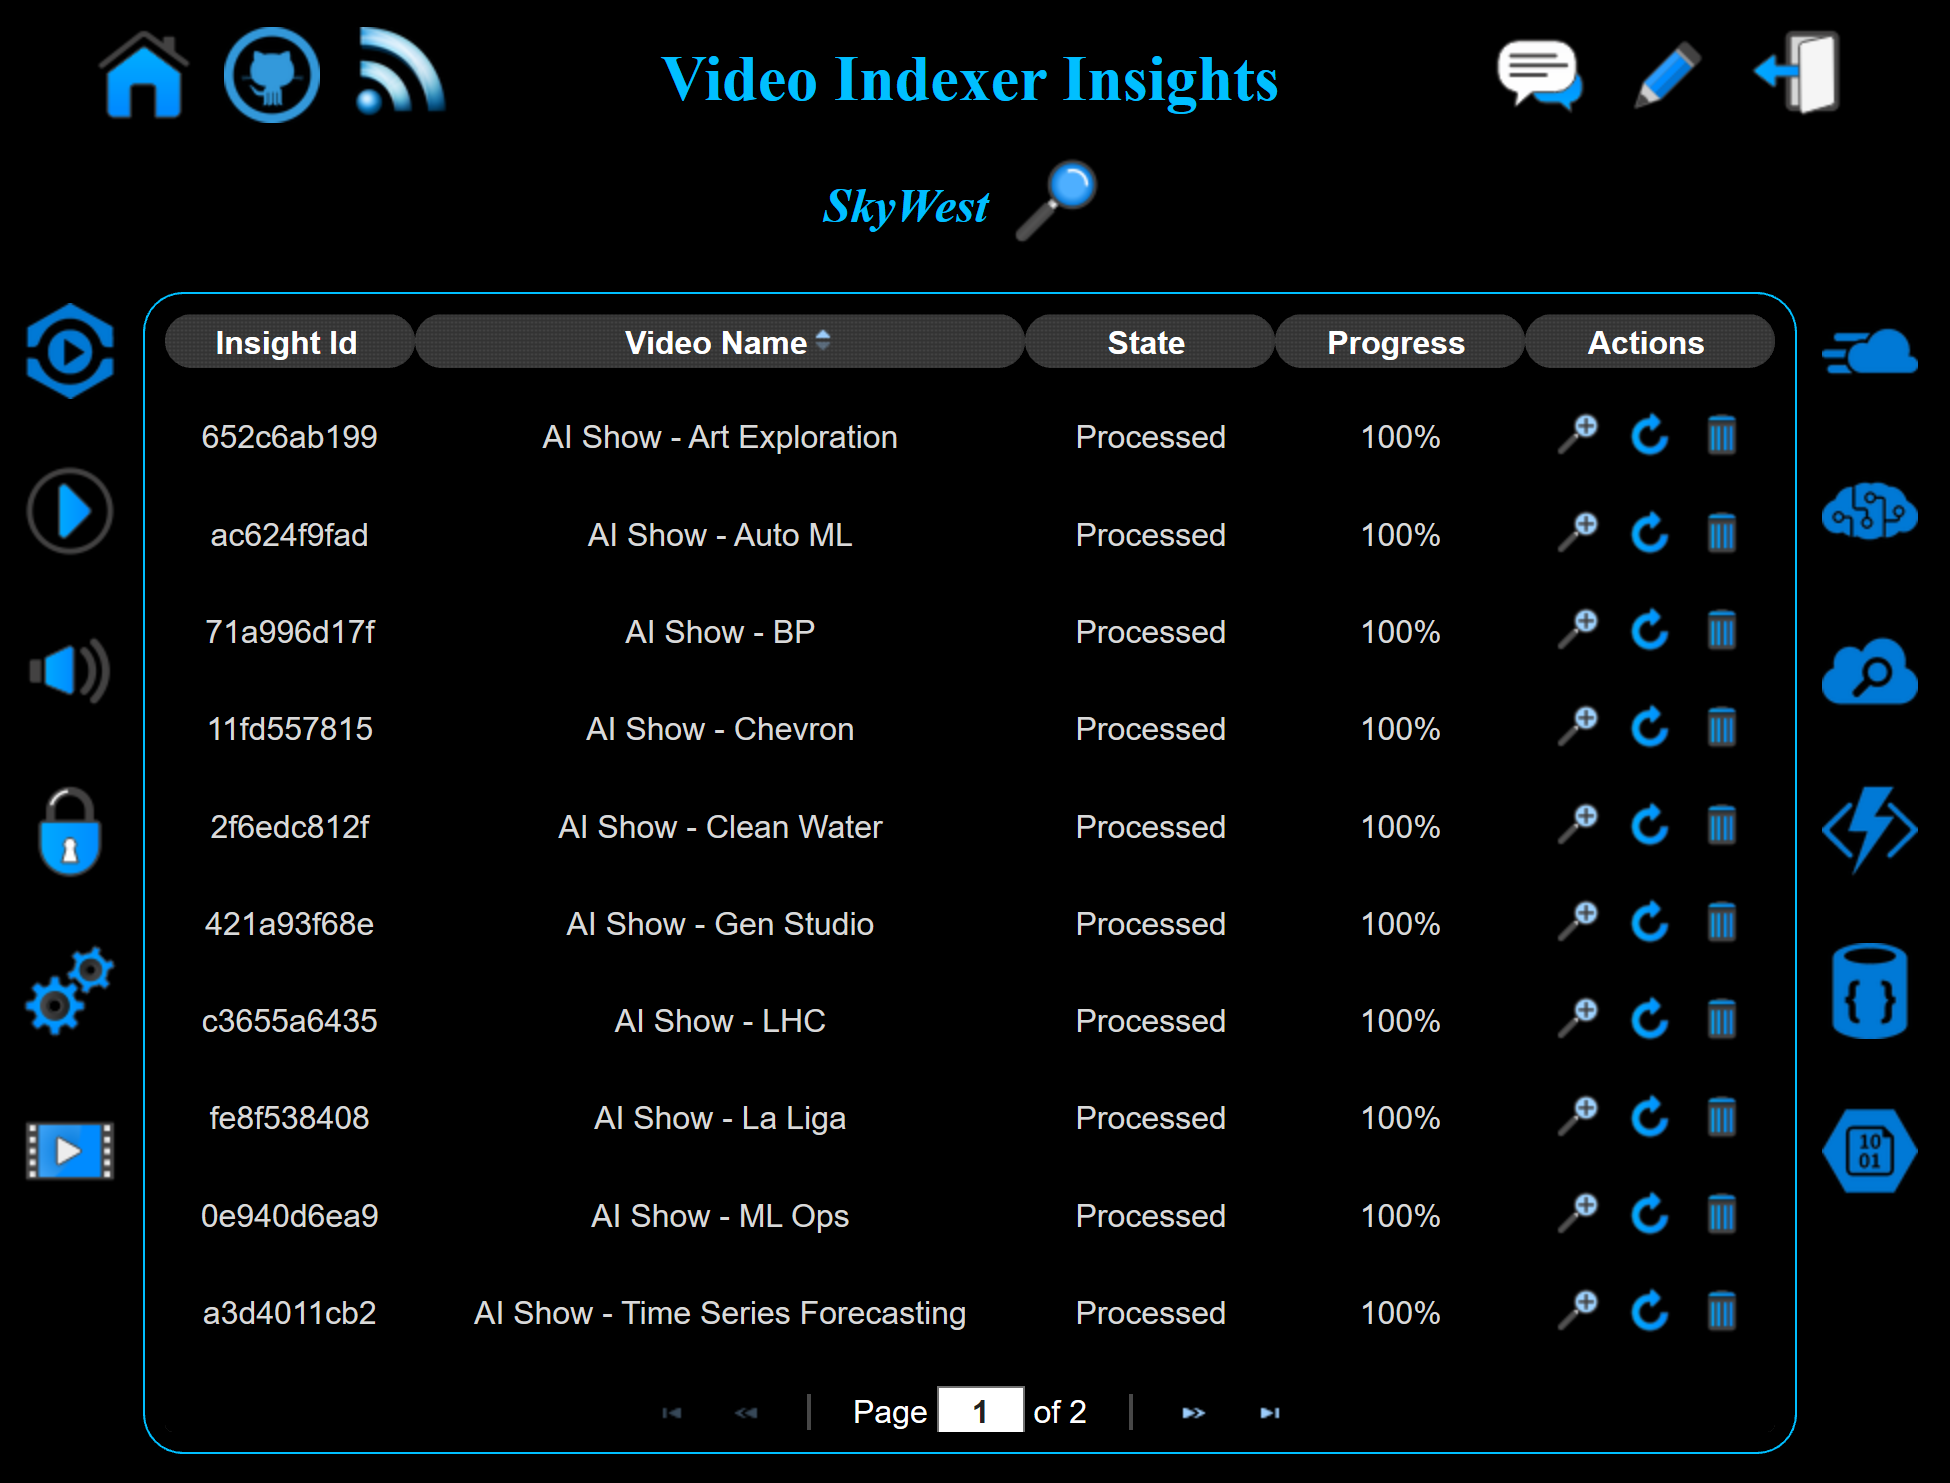 Video Indexer Insights
SkyWest
Insight Id Video Name State Progress Actions
652c6ab199 AI Show - Art Exploration Processed 100%
ac624f9fad AI Show - Auto ML Processed 100%
71a996d17f AI Show - BP Processed 100%
11fd557815 AI Show - Chevron Processed 100%
2f6edc812f AI Show - Clean Water Processed 100%
421a93f68e AI Show - Gen Studio Processed 100%
c3655a6435 AI Show - LHC Processed 100%
fe8f538408 AI Show - La Liga Processed 100%
10
01
0e940d6ea9 AI Show - ML Ops Processed 100%
a3d4011cb2 AI Show - Time Series Forecasting Processed 100%
Page 1 of 2